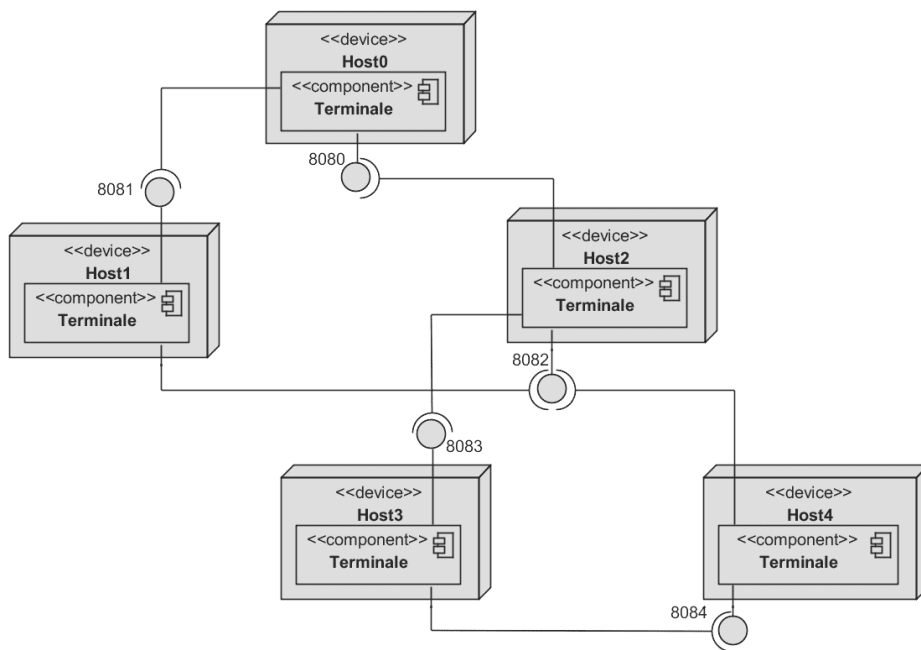 <<device>>
Host0
<<component>>
Terminale
8080
8081
<<device>>
Host1
<<component>>
Terminale
<<device>>
Host2
<<component>>
Terminale
8082
8083
<<device>>
Host3
<<component>>
Terminale
<<device>>
Host4
<<component>>
Terminale
8084